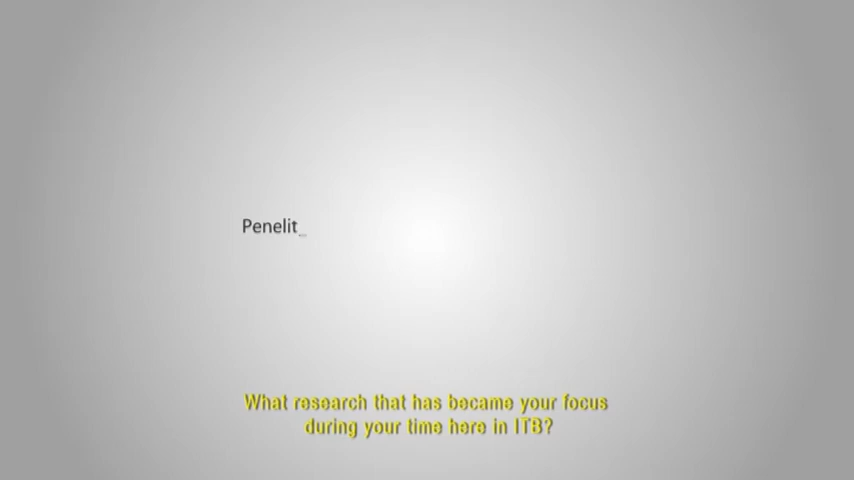 Penelit_
What research that has became your focus
during your time here in ITB?